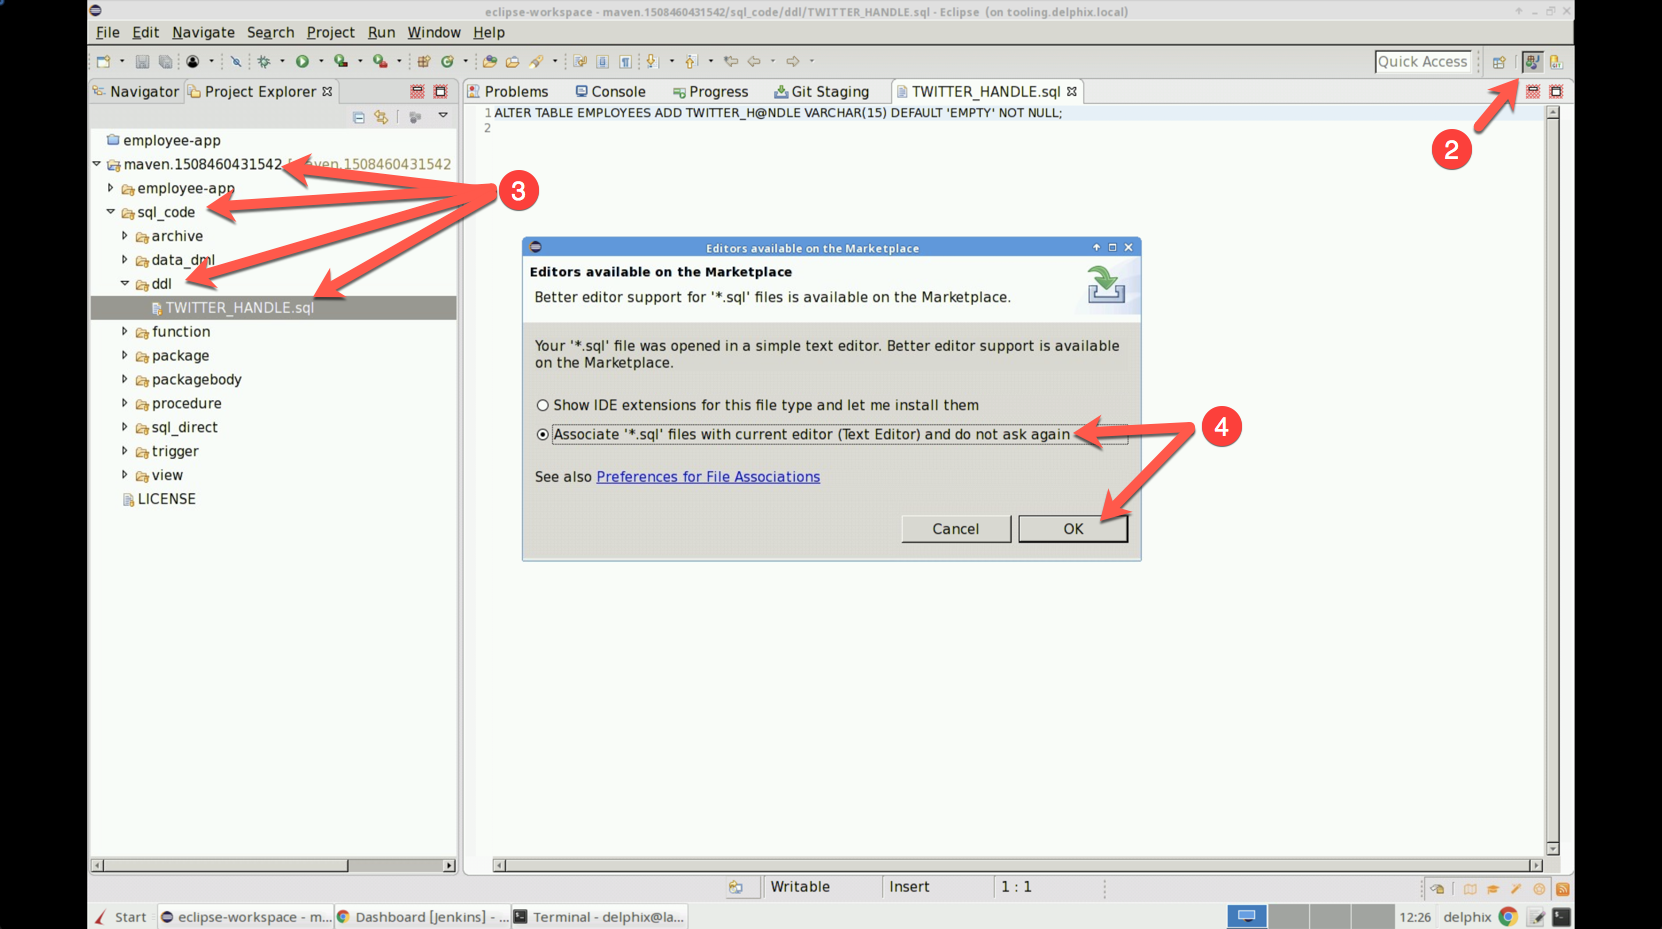 eclipse-workspace - maven.1508460431542/sql_code/ddl/TWITTER_HANDLE.sql - Eclipse (on tooling.delphix.local)
File Edit Navigate Search Project Run Window Help
Quick Access
Navigator Project Explorer
Problems Console Progress Git Staging TWITTER_HANDLE.sql
2
employee-app
maven.1508460431542 maven.1508460431542
employee-app
sql_code
archive
data_dml
ddl
TWITTER_HANDLE.sql
function
package
packagebody
procedure
sql_direct
trigger
view
LICENSE
3
1 ALTER TABLE EMPLOYEES ADD TWITTER_H@NDLE VARCHAR(15) DEFAULT 'EMPTY' NOT NULL;
2
Editors available on the Marketplace
Editors available on the Marketplace
Better editor support for '*.sql' files is available on the Marketplace.
Your '*.sql' file was opened in a simple text editor. Better editor support is available
on the Marketplace.
Show IDE extensions for this file type and let me install them
Associate '*.sql' files with current editor (Text Editor) and do not ask again
4
See also Preferences for File Associations
Cancel OK
Writable Insert 1 : 1
Start eclipse-workspace - m... Dashboard [Jenkins] - ... Terminal - delphix@la... 12:26 delphix